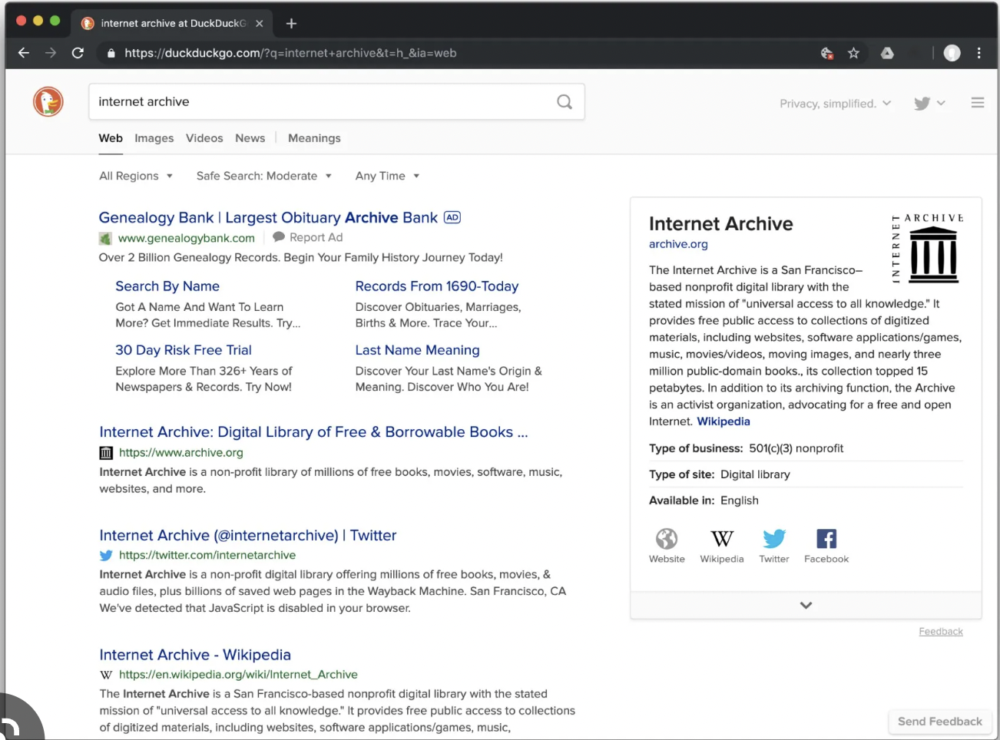 internet archive at DuckDuckG
https://duckduckgo.com/?q=internet+archive&t=h_&ia=web
internet archive
Privacy, simplified.
Web Images Videos News Meanings
All Regions Safe Search: Moderate Any Time
Genealogy Bank | Largest Obituary Archive Bank AD
www.genealogybank.com Report Ad
Over 2 Billion Genealogy Records. Begin Your Family History Journey Today!
Search By Name
Got A Name And Want To Learn
More? Get Immediate Results. Try...
Records From 1690-Today
Discover Obituaries, Marriages,
Births & More. Trace Your...
30 Day Risk Free Trial
Explore More Than 326+ Years of
Newspapers & Records. Try Now!
Last Name Meaning
Discover Your Last Name's Origin &
Meaning. Discover Who You Are!
Internet Archive: Digital Library of Free & Borrowable Books ...
https://www.archive.org
Internet Archive is a non-profit library of millions of free books, movies, software, music,
websites, and more.
Internet Archive (@internetarchive) | Twitter
https://twitter.com/internetarchive
Internet Archive is a non-profit digital library offering millions of free books, movies, &
audio files, plus billions of saved web pages in the Wayback Machine. San Francisco, CA
We've detected that JavaScript is disabled in your browser.
Internet Archive - Wikipedia
W https://en.wikipedia.org/wiki/Internet_Archive
The Internet Archive is a San Francisco-based nonprofit digital library with the stated
mission of "universal access to all knowledge." It provides free public access to collections
of digitized materials, including websites, software applications/games, music,
Internet Archive
archive.org
INTERNET ARCHIVE
The Internet Archive is a San Francisco–
based nonprofit digital library with the
stated mission of "universal access to all knowledge." It
provides free public access to collections of digitized
materials, including websites, software applications/games,
music, movies/videos, moving images, and nearly three
million public-domain books., its collection topped 15
petabytes. In addition to its archiving function, the Archive
is an activist organization, advocating for a free and open
Internet. Wikipedia
Type of business: 501(c)(3) nonprofit
Type of site: Digital library
Available in: English
W
Website Wikipedia Twitter Facebook
Feedback
Send Feedback